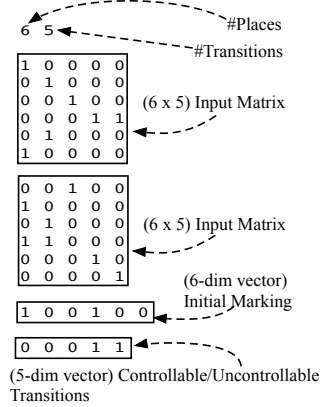 #Places
6 5
#Transitions
1 0 0 0 0
0 1 0 0 0
0 0 1 0 0
0 0 0 1 1
0 1 0 0 0
1 0 0 0 0
(6 x 5) Input Matrix
0 0 1 0 0
1 0 0 0 0
0 1 0 0 0
1 1 0 0 0
0 0 0 1 0
0 0 0 0 1
(6 x 5) Input Matrix
(6-dim vector)
Initial Marking
1 0 0 1 0 0
0 0 0 1 1
(5-dim vector) Controllable/Uncontrollable
Transitions